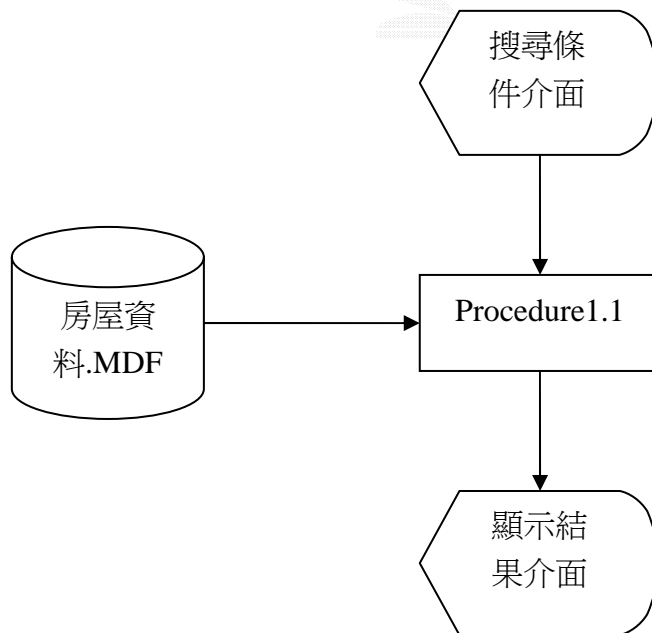 搜尋條
件介面
房屋資
料.MDF
Procedure1.1
顯示結
果介面